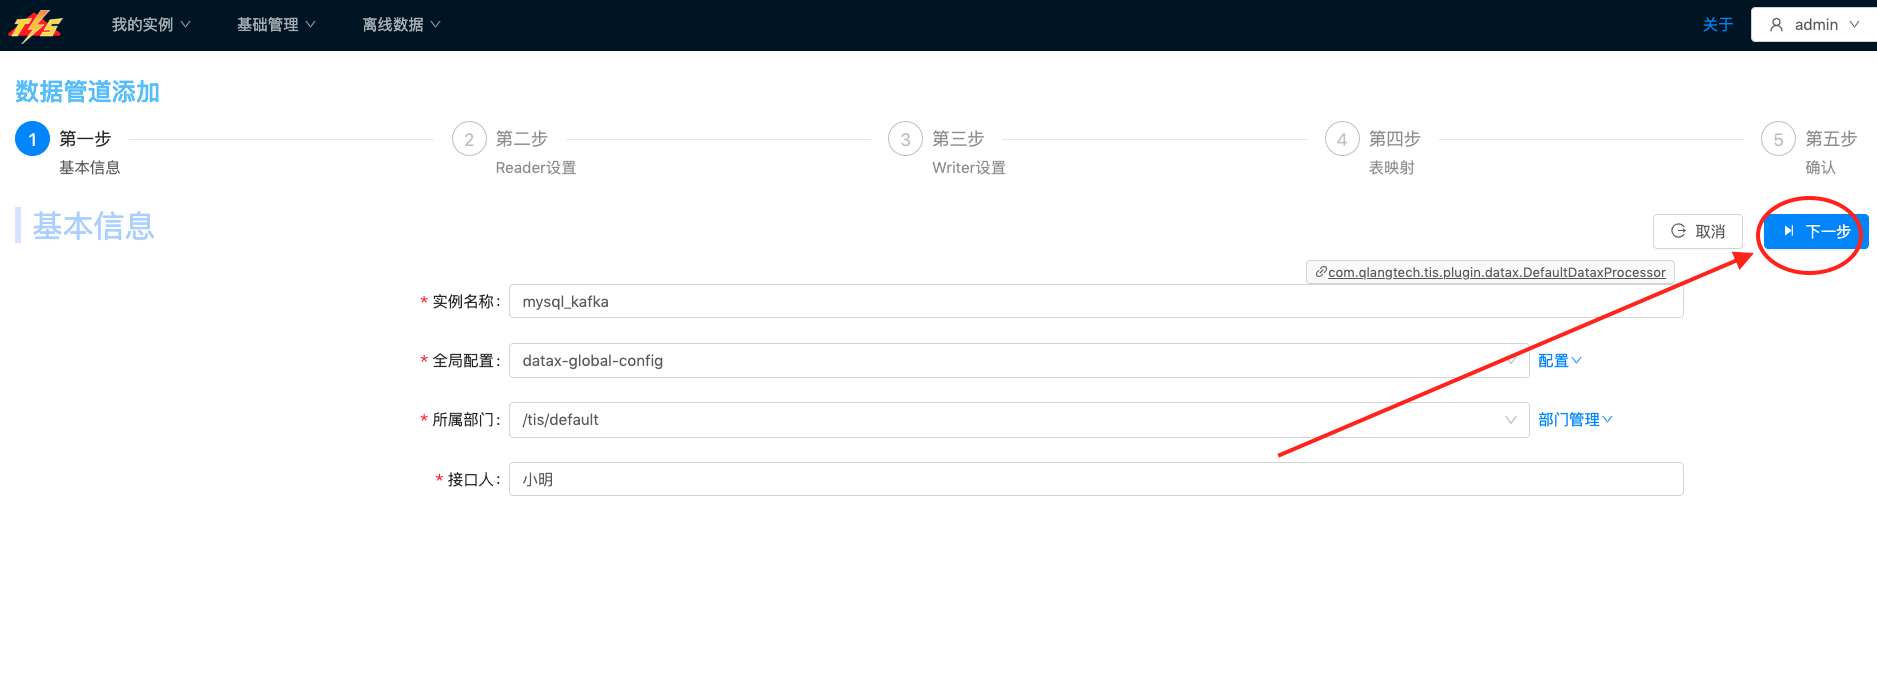 TIS 我的实例 基础管理 离线数据 关于 admin
数据管道添加
1 第一步 2 第二步 3 第三步 4 第四步 5 第五步
基本信息 Reader设置 Writer设置 表映射 确认
基本信息 取消 下一步
com.qlangtech.tis.plugin.datax.DefaultDataxProcessor
* 实例名称: mysql_kafka
* 全局配置: datax-global-config 配置
* 所属部门: /tis/default 部门管理
* 接口人: 小明